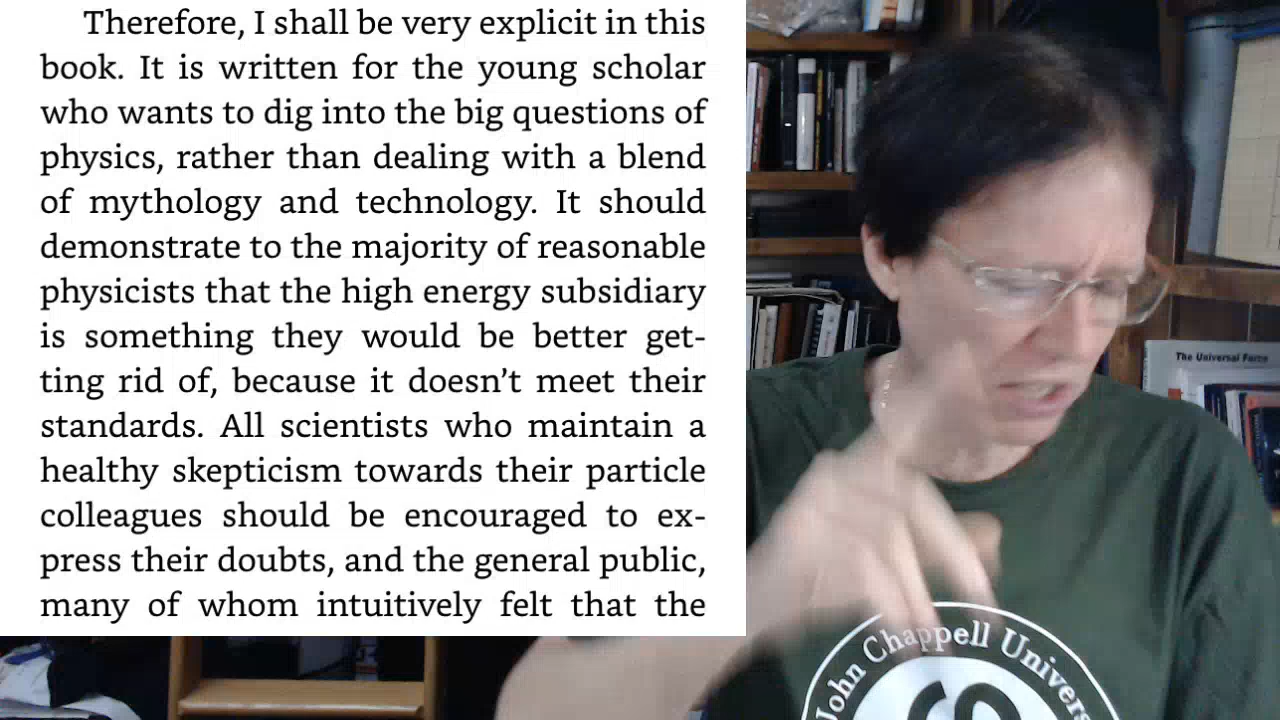 Therefore, I shall be very explicit in this
book. It is written for the young scholar
who wants to dig into the big questions of
physics, rather than dealing with a blend
of mythology and technology. It should
demonstrate to the majority of reasonable
physicists that the high energy subsidiary
is something they would be better get-
ting rid of, because it doesn’t meet their
standards. All scientists who maintain a
healthy skepticism towards their particle
colleagues should be encouraged to ex-
press their doubts, and the general public,
many of whom intuitively felt that the
The Universal Force
John Chappell